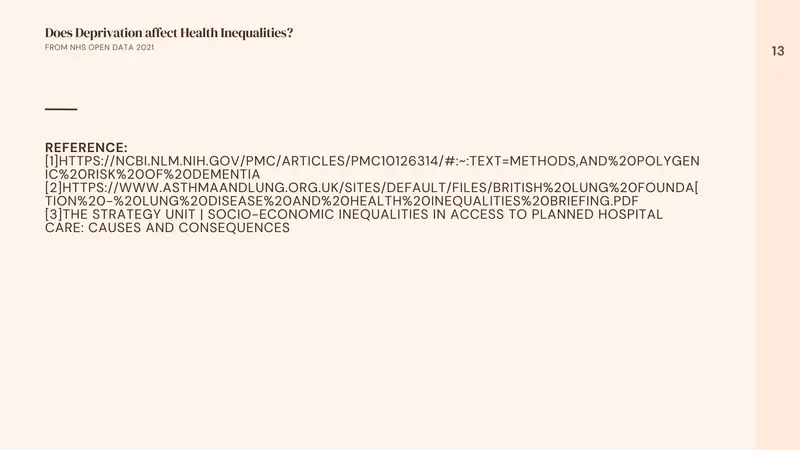 Does Deprivation affect Health Inequalities?
FROM NHS OPEN DATA 2021
13
REFERENCE:
[1]HTTPS://NCBI.NLM.NIH.GOV/PMC/ARTICLES/PMC10126314/#:~:TEXT=METHODS,AND%20POLYGEN
IC%20RISK%20OF%20DEMENTIA
[2]HTTPS://WWW.ASTHMAANDLUNG.ORG.UK/SITES/DEFAULT/FILES/BRITISH%20LUNG%20FOUNDA[
TION%20-%20LUNG%20DISEASE%20AND%20HEALTH%20INEQUALITIES%20BRIEFING.PDF
[3]THE STRATEGY UNIT | SOCIO-ECONOMIC INEQUALITIES IN ACCESS TO PLANNED HOSPITAL
CARE: CAUSES AND CONSEQUENCES